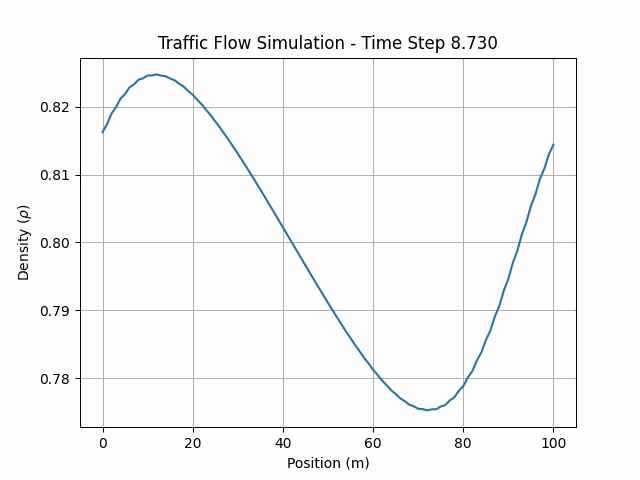 Traffic Flow Simulation - Time Step 8.730
0.82
0.81
0.80
0.79
0.78
Density (ρ)
0 20 40 60 80 100
Position (m)